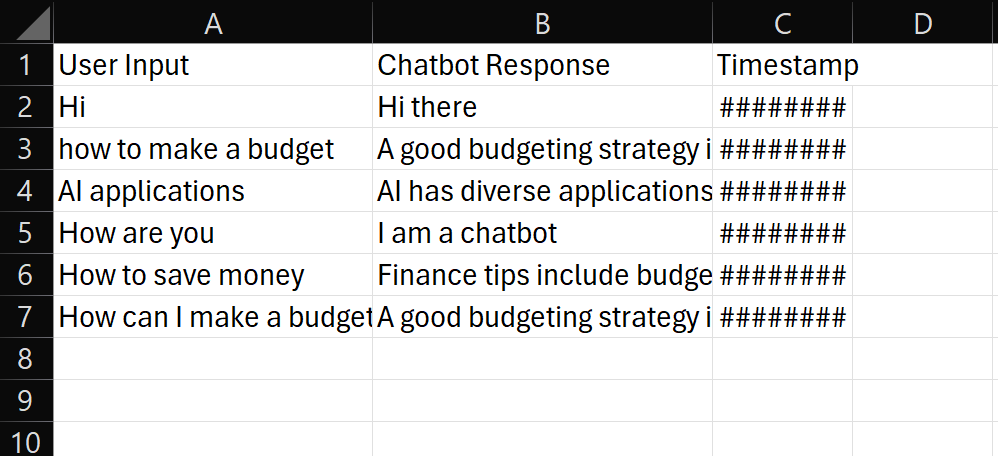 A B C D
1 User Input Chatbot Response Timestamp
2 Hi Hi there ########
3 how to make a budget A good budgeting strategy i ########
4 AI applications AI has diverse applications ########
5 How are you I am a chatbot ########
6 How to save money Finance tips include budge ########
7 How can I make a budget A good budgeting strategy i ########
8
9
10